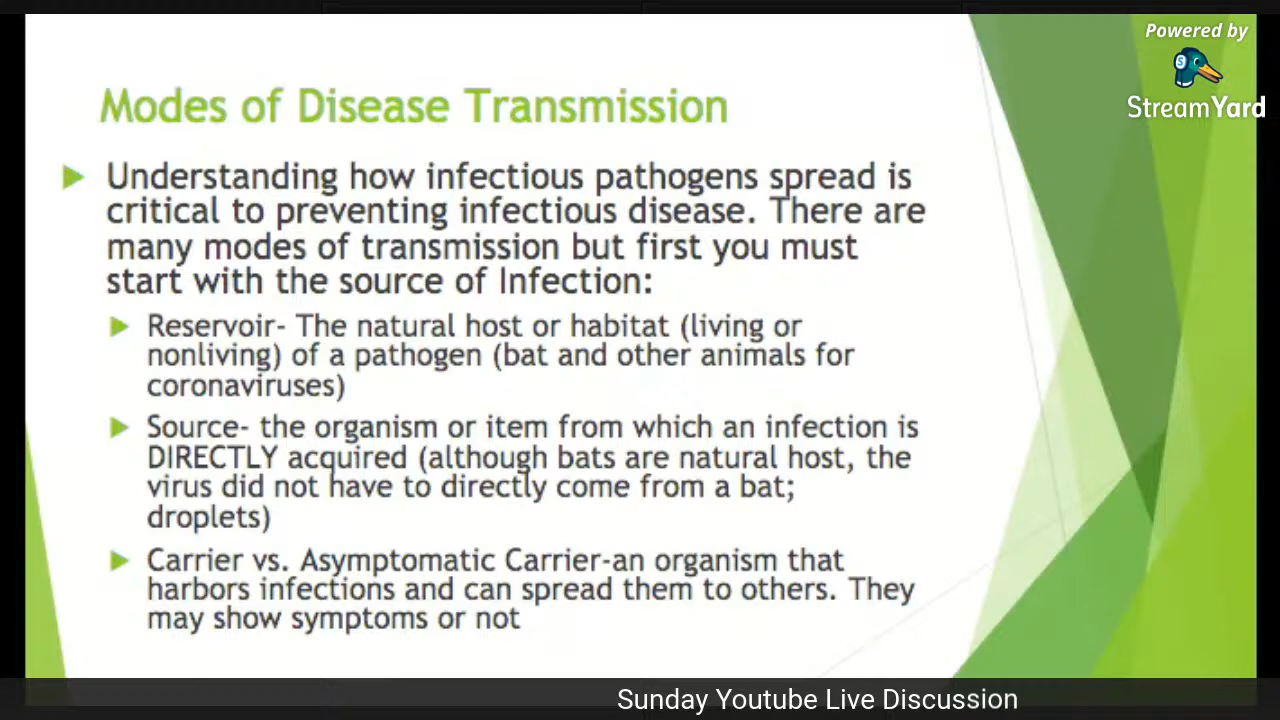 Powered by
StreamYard
Modes of Disease Transmission
Understanding how infectious pathogens spread is
critical to preventing infectious disease. There are
many modes of transmission but first you must
start with the source of Infection:
Reservoir- The natural host or habitat (living or
nonliving) of a pathogen (bat and other animals for
coronaviruses)
Source- the organism or item from which an infection is
DIRECTLY acquired (although bats are natural host, the
virus did not have to directly come from a bat;
droplets)
Carrier vs. Asymptomatic Carrier-an organism that
harbors infections and can spread them to others. They
may show symptoms or not
Sunday Youtube Live Discussion